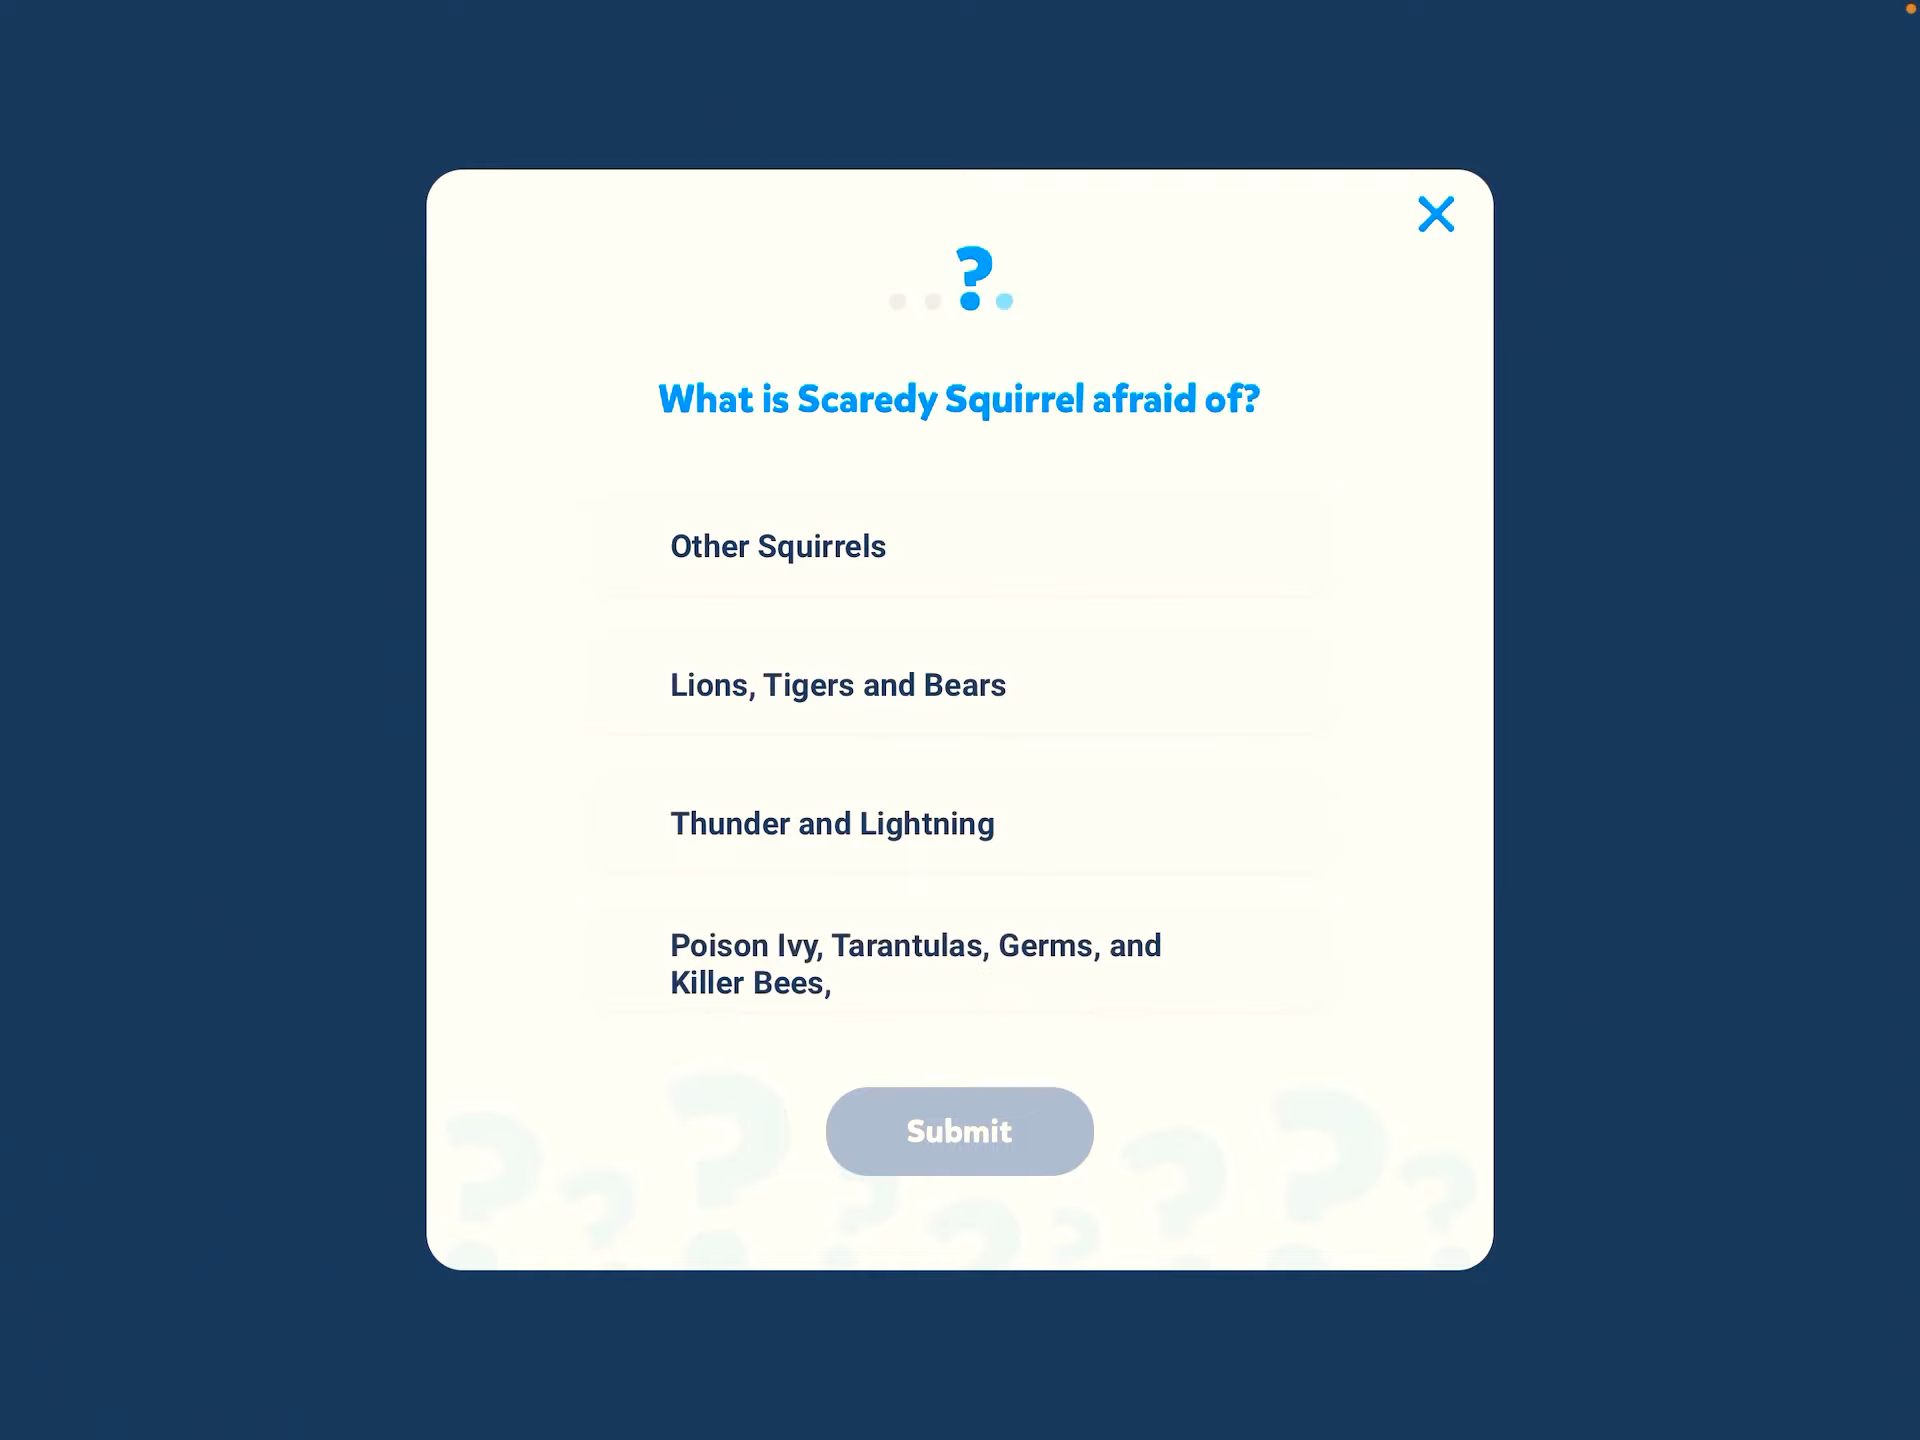 ?
What is Scaredy Squirrel afraid of?
Other Squirrels
Lions, Tigers and Bears
Thunder and Lightning
Poison Ivy, Tarantulas, Germs, and
Killer Bees,
Submit